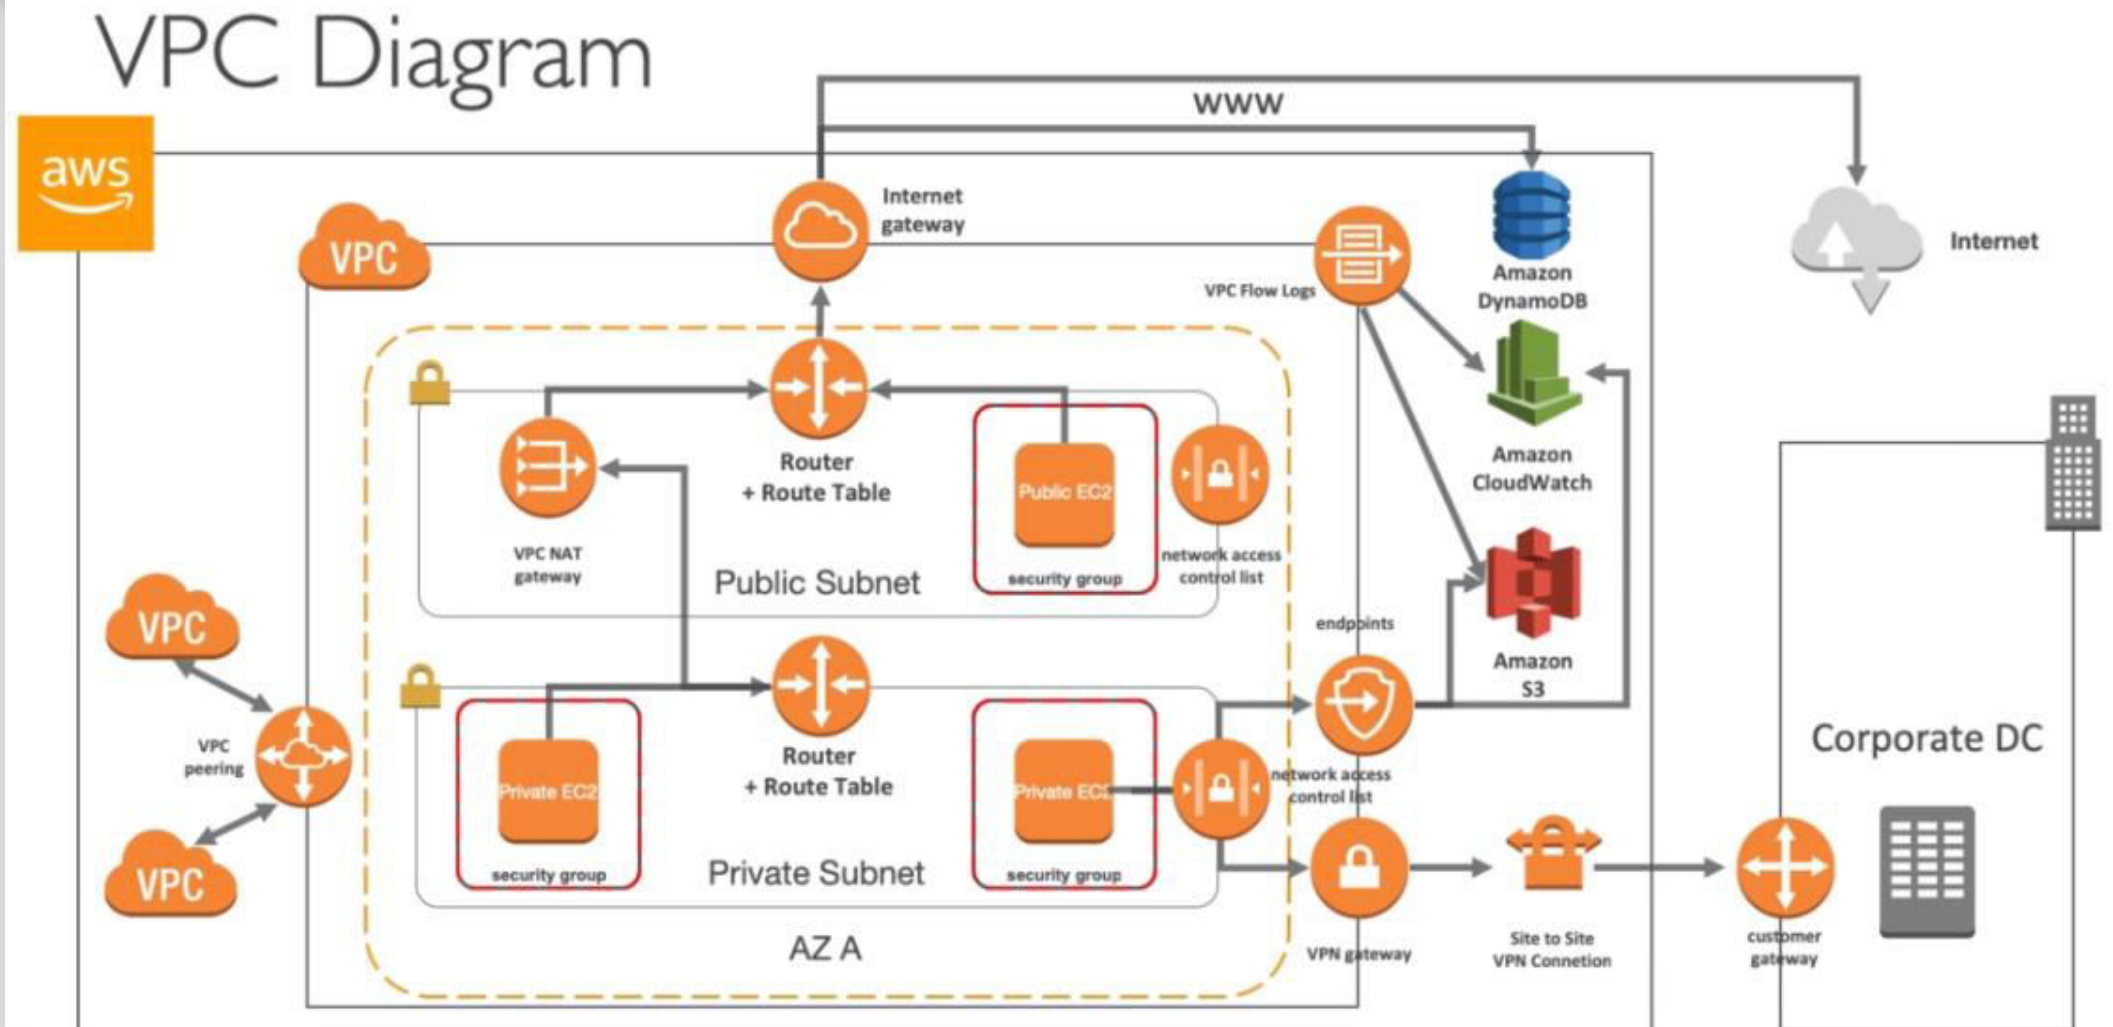 VPC Diagram
www
aws
Internet
gateway
VPC
VPC Flow Logs
Amazon
DynamoDB
Internet
Router
+ Route Table
Public EC2
Amazon
CloudWatch
VPC NAT
gateway
Public Subnet
security group
network access
control list
VPC
endpoints
Amazon
S3
VPC
peering
Private EC2
Router
+ Route Table
Private EC2
network access
control list
Corporate DC
security group
Private Subnet
security group
VPC
AZ A
VPN gateway
Site to Site
VPN Connetion
customer
gateway